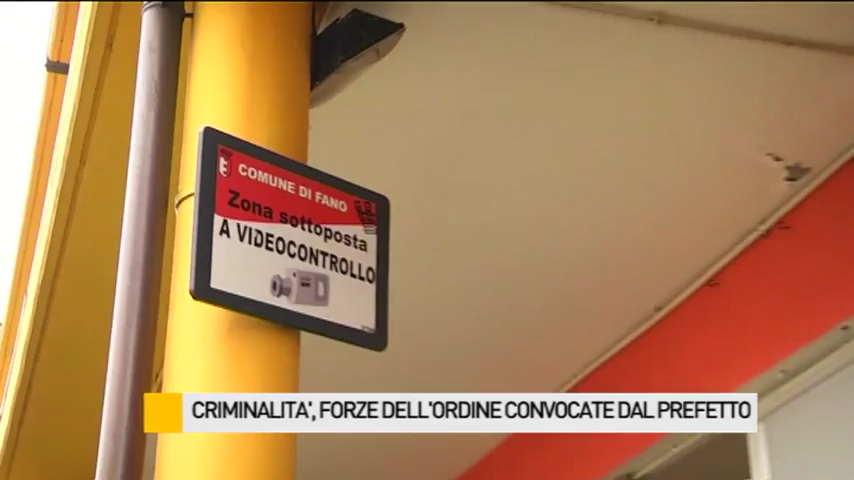 COMUNE DI FANO
Zona sottoposta
A VIDEOCONTROLLO
CRIMINALITA', FORZE DELL'ORDINE CONVOCATE DAL PREFETTO